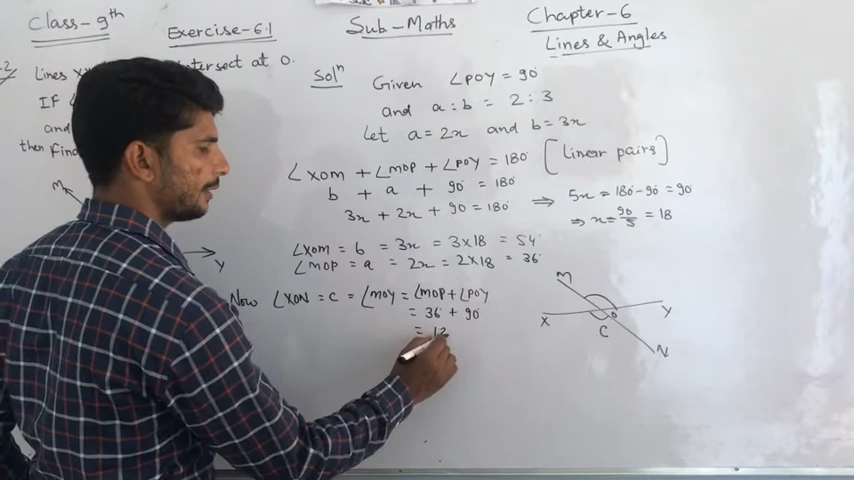 Class-9th Exercise-6.1 Sub-Maths Chapter-6
Lines & Angles
Lines intersect at O.
If
and
then find
M
Y
Solⁿ Given ∠POY = 90°
and a:b = 2:3
Let a=2x and b=3x
∠XOM + ∠MOP + ∠POY = 180° [linear pairs]
b + a + 90° = 180°
3x + 2x + 90 = 180° ⇒ 5x = 180-90 = 90°
⇒ x = 90/5 = 18
∠XOM = b = 3x = 3×18 = 54°
∠MOP = a = 2x = 2×18 = 36°
Now ∠XON = c = ∠MOY = ∠MOP + ∠POY
= 36° + 90°
= 12
M
X O Y
C
N